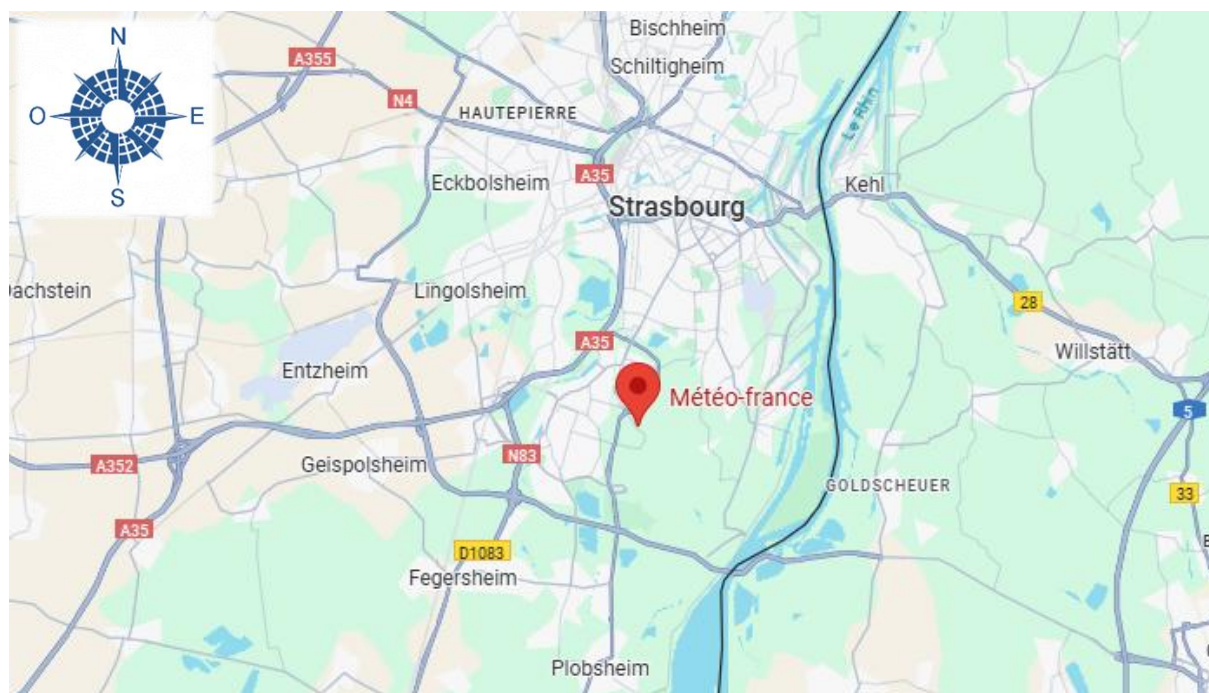 N
O
E
S
Bischheim
Schiltigheim
A355
N4
HAUTEPIERRE
Le Rhin
A35
Eckbolsheim
Kehl
Strasbourg
Lingolsheim
28
A35
Willstätt
Entzheim
Météo-france
5
A352
Geispolsheim
N83
GOLDSCHEUER
33
A35
D1083
Fegersheim
Plobsheim